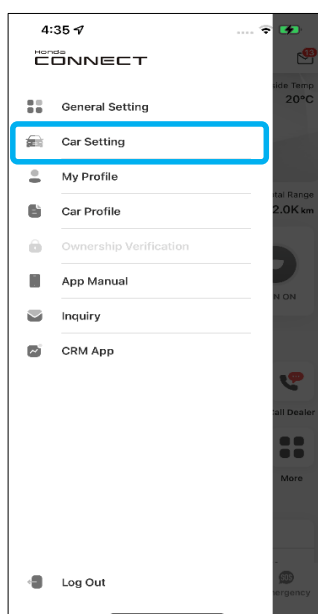 4:35
Honda
CONNECT
13
side Temp
20°C
General Setting
Car Setting
My Profile
tal Range
2.0K km
Car Profile
Ownership Verification
App Manual
N ON
Inquiry
CRM App
all Dealer
More
Log Out
ergency